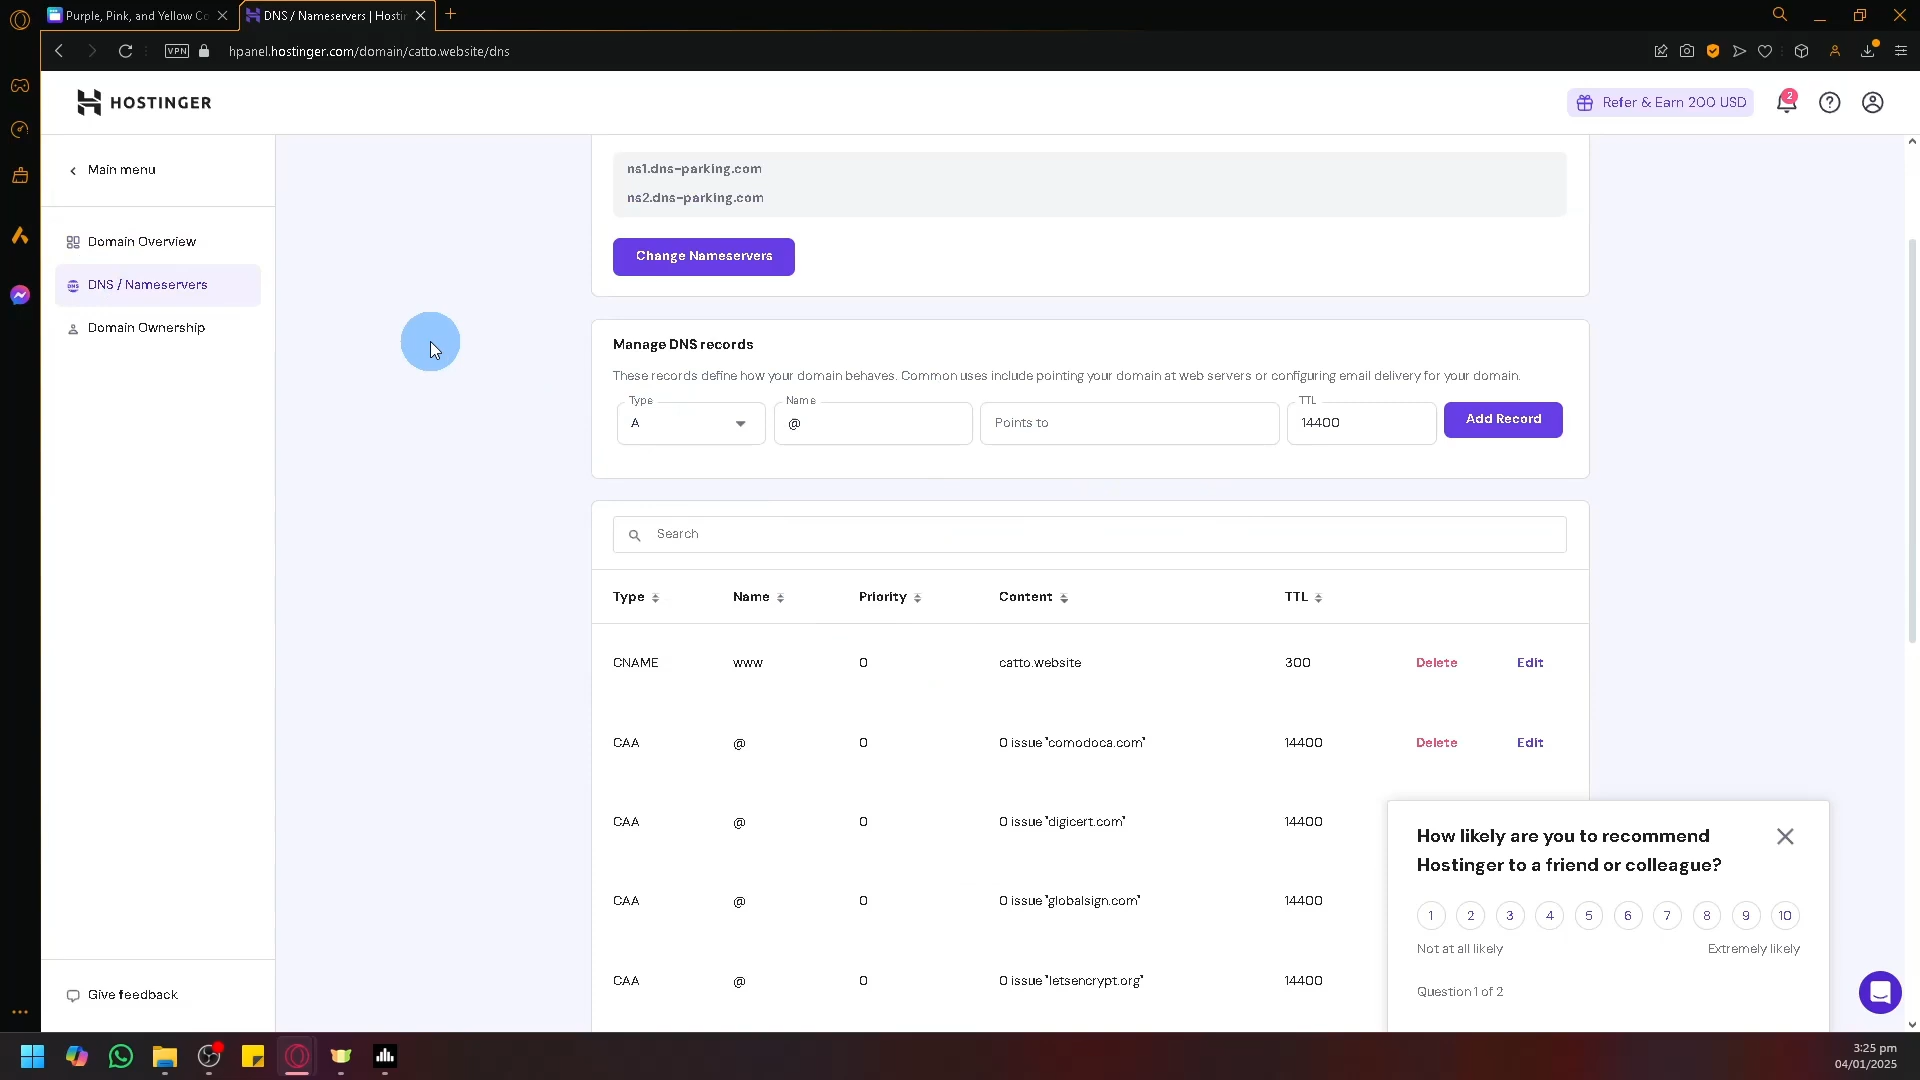 Purple, Pink, and Yellow Co
DNS / Nameservers | Hostin
VPN
hpanel.hostinger.com/domain/catto.website/dns
HOSTINGER
Refer & Earn 200 USD
2
Main menu
Domain Overview
DNS / Nameservers
Domain Ownership
Give feedback
ns1.dns-parking.com
ns2.dns-parking.com
Change Nameservers
Manage DNS records
These records define how your domain behaves. Common uses include pointing your domain at web servers or configuring email delivery for your domain.
Type
A
Name
@
Points to
TTL
14400
Add Record
Search
Type Name Priority Content TTL
CNAME www 0 catto.website 300 Delete Edit
CAA @ 0 0 issue "comodoca.com" 14400 Delete Edit
CAA @ 0 0 issue "digicert.com" 14400
CAA @ 0 0 issue "globalsign.com" 14400
CAA @ 0 0 issue "letsencrypt.org" 14400
How likely are you to recommend
Hostinger to a friend or colleague?
1 2 3 4 5 6 7 8 9 10
Not at all likely Extremely likely
Question 1 of 2
3:25 pm
04/01/2025